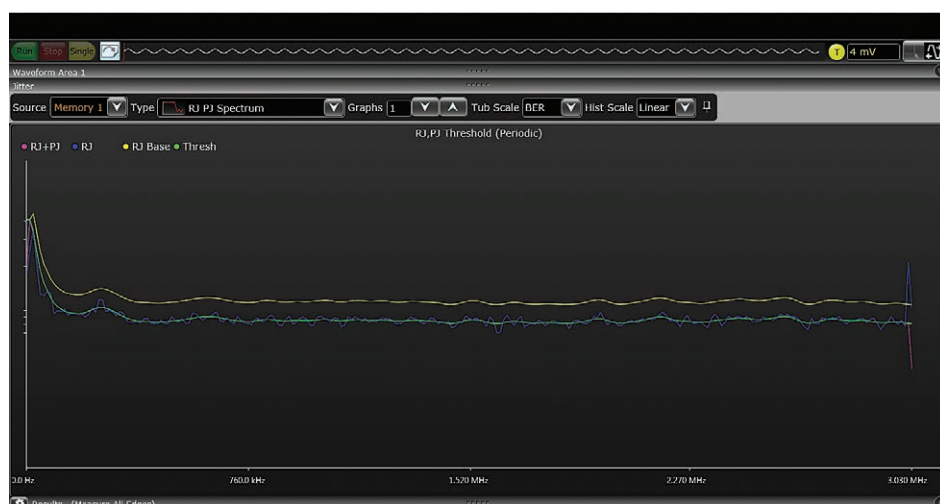 Run Stop Single T 4 mV
Waveform Area 1
Jitter
Source Memory 1 Type RJ PJ Spectrum Graphs 1 Tub Scale BER Hist Scale Linear
RJ,PJ Threshold (Periodic)
RJ+PJ RJ RJ Base Thresh
0.0 Hz 760.0 kHz 1.520 MHz 2.270 MHz 3.030 MHz
Results (Measure All Edges)